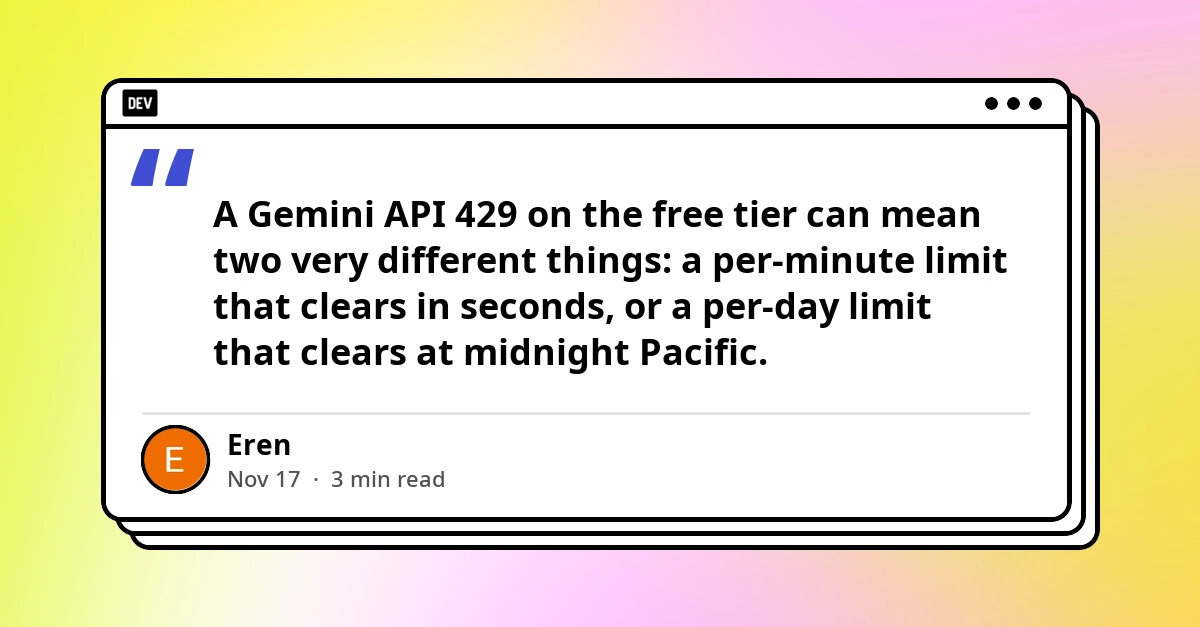 DEV
“
A Gemini API 429 on the free tier can mean
two very different things: a per-minute limit
that clears in seconds, or a per-day limit
that clears at midnight Pacific.
E
Eren
Nov 17 · 3 min read